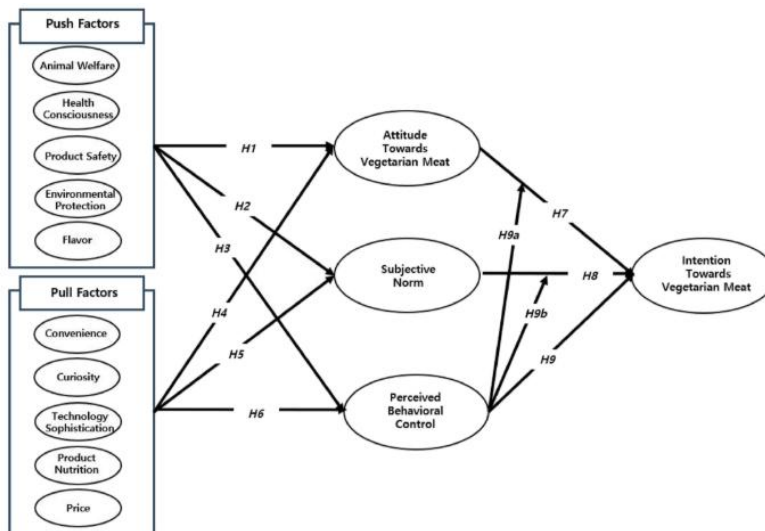 Push Factors
Animal Welfare
Health
Consciousness
Product Safety
Environmental
Protection
Flavor
Pull Factors
Convenience
Curiosity
Technology
Sophistication
Product
Nutrition
Price
H1
H2
H3
H4
H5
H6
Attitude
Towards
Vegetarian Meat
Subjective
Norm
Perceived
Behavioral
Control
H7
H9a
H8
H9b
H9
Intention
Towards
Vegetarian Meat